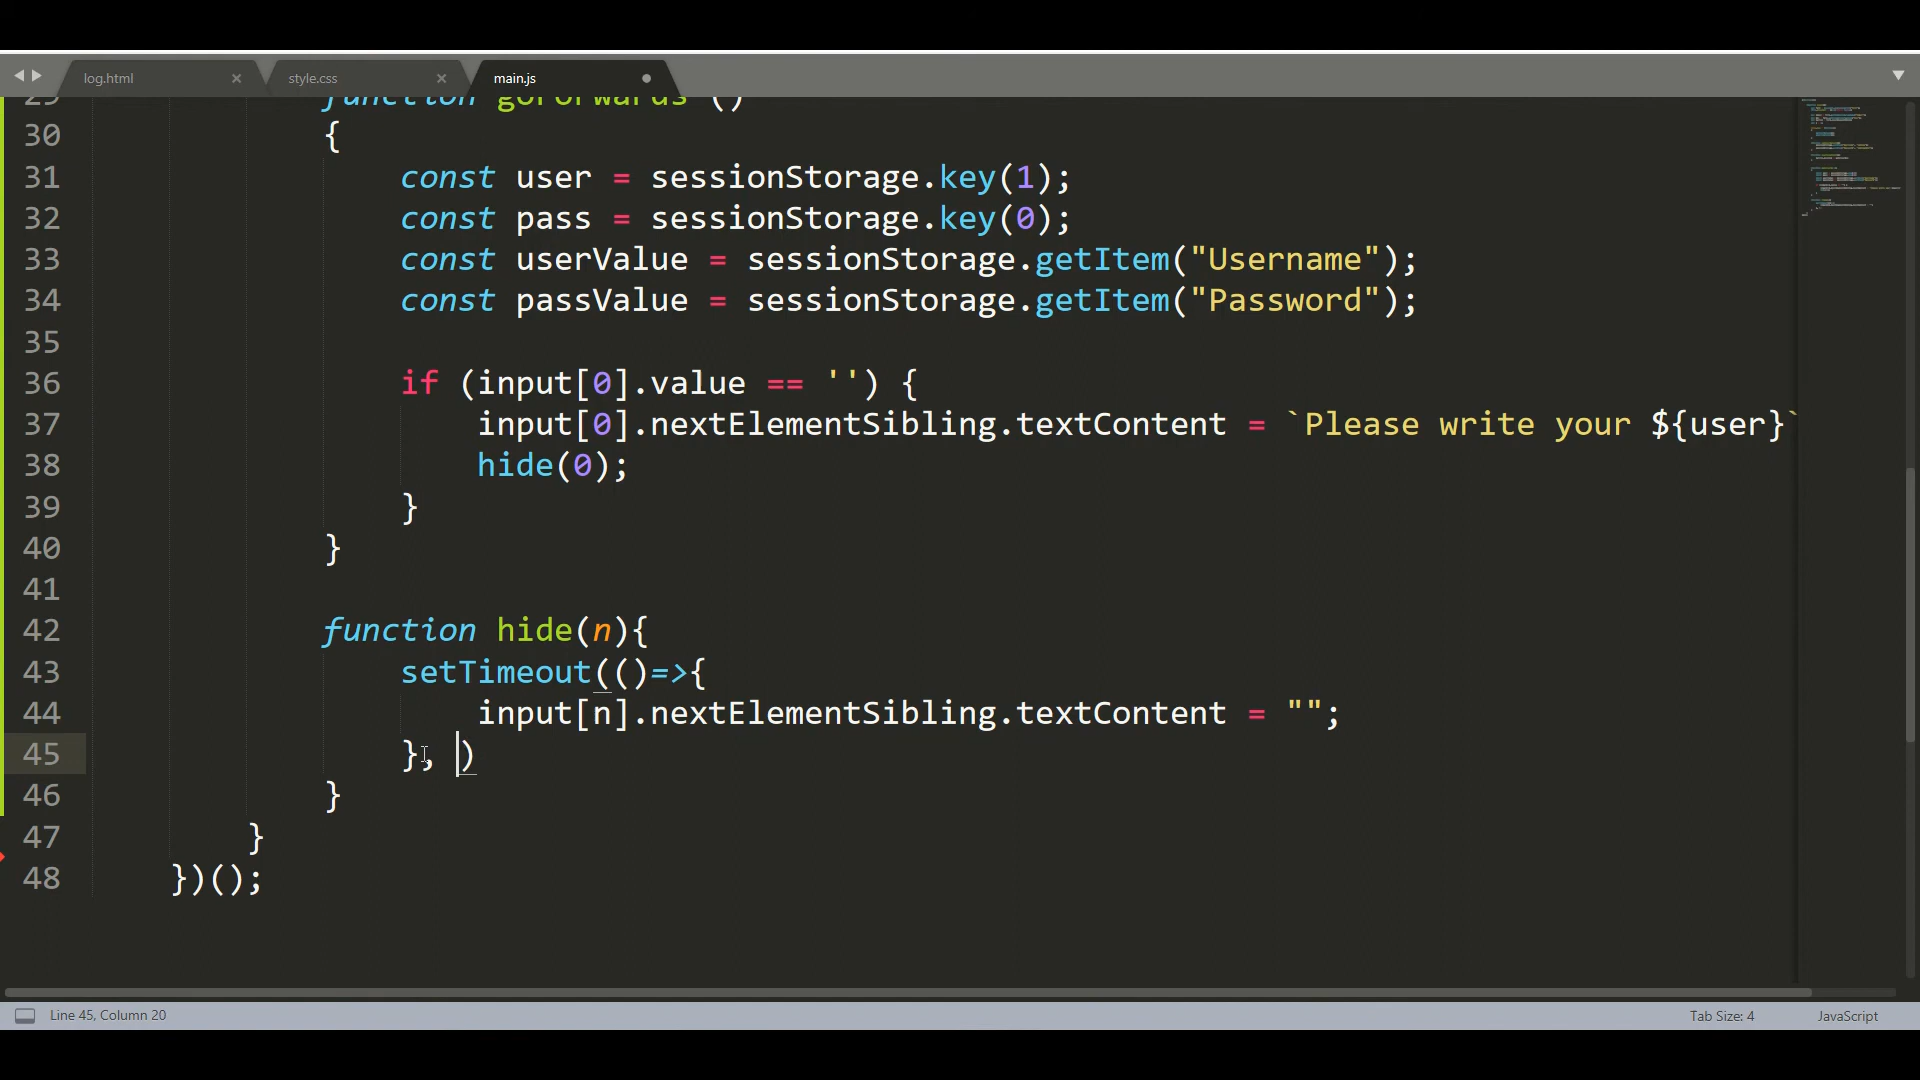 log.html × style.css × main.js
29 function goForwards ()
30 {
31 const user = sessionStorage.key(1);
32 const pass = sessionStorage.key(0);
33 const userValue = sessionStorage.getItem("Username");
34 const passValue = sessionStorage.getItem("Password");
35
36 if (input[0].value == '') {
37 input[0].nextElementSibling.textContent = `Please write your ${user}`
38 hide(0);
39 }
40 }
41
42 function hide(n){
43 setTimeout(()=>{
44 input[n].nextElementSibling.textContent = "";
45 }, )
46 }
47 }
48 })();
Line 45, Column 20 Tab Size: 4 JavaScript